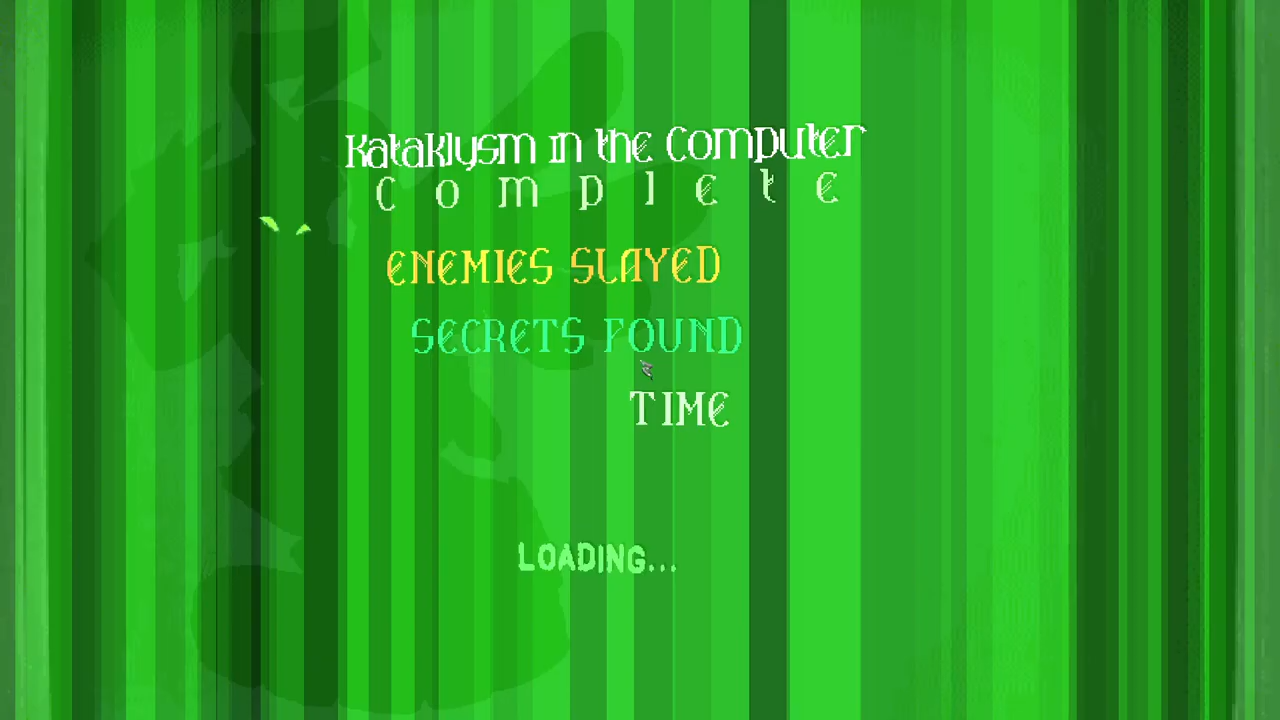 Kataklysm in the Computer
Complete
ENEMIES SLAYED
SECRETS FOUND
TIME
LOADING...